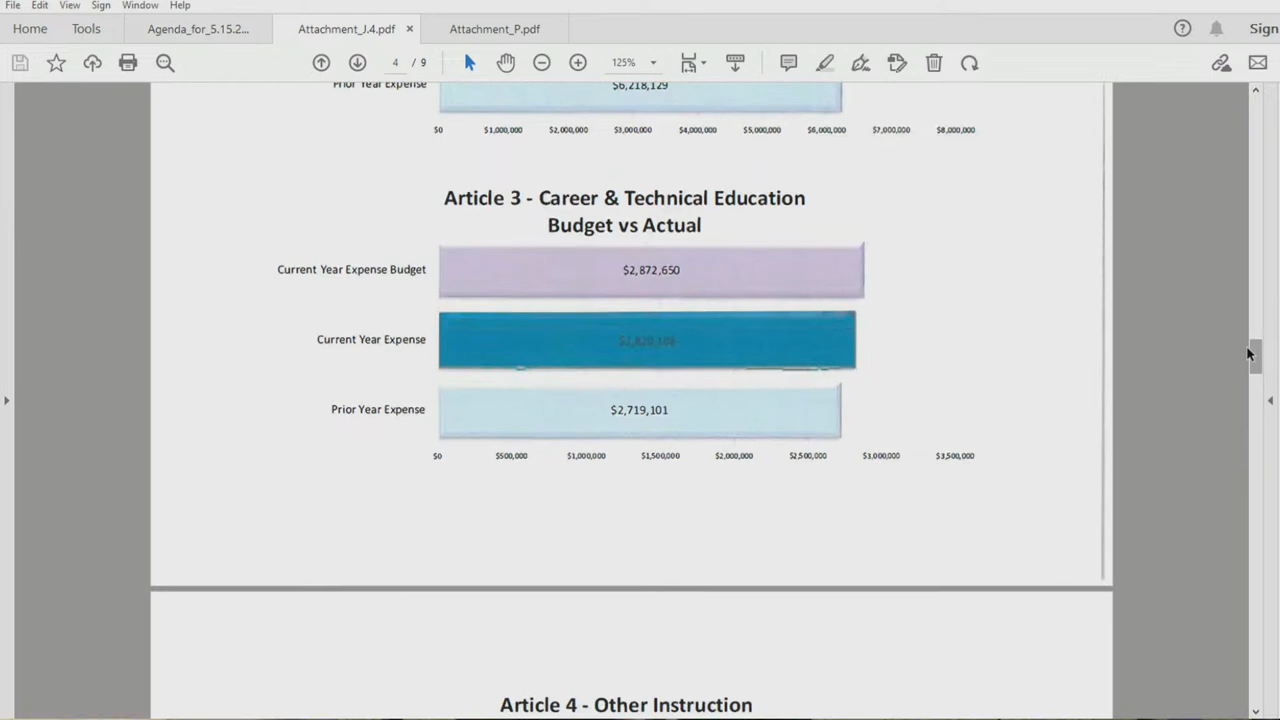 File Edit View Sign Window Help
Home Tools Agenda_for_5.15.2... Attachment_J.4.pdf × Attachment_P.pdf Sign
4 / 9 125%
Prior Year Expense $6,218,129
$0 $1,000,000 $2,000,000 $3,000,000 $4,000,000 $5,000,000 $6,000,000 $7,000,000 $8,000,000
Article 3 - Career & Technical Education
Budget vs Actual
Current Year Expense Budget $2,872,650
Current Year Expense
Prior Year Expense $2,719,101
$0 $500,000 $1,000,000 $1,500,000 $2,000,000 $2,500,000 $3,000,000 $3,500,000
Article 4 - Other Instruction